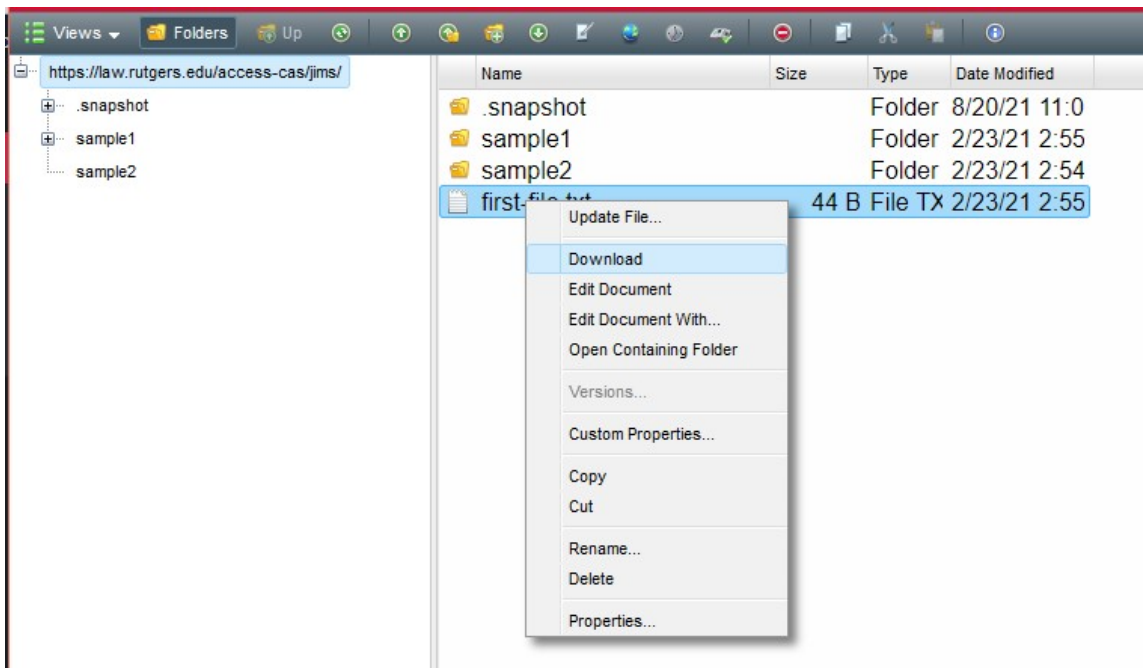 Views Folders Up
https://law.rutgers.edu/access-cas/jims/
.snapshot
sample1
sample2
Name Size Type Date Modified
.snapshot Folder 8/20/21 11:0
sample1 Folder 2/23/21 2:55
sample2 Folder 2/23/21 2:54
first-file.txt 44 B File TX 2/23/21 2:55
Update File...
Download
Edit Document
Edit Document With...
Open Containing Folder
Versions...
Custom Properties...
Copy
Cut
Rename...
Delete
Properties...